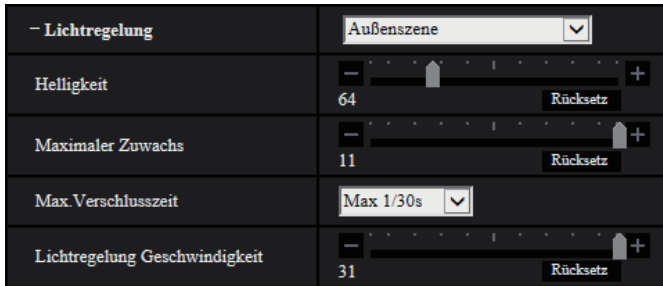 – Lichtregelung Außenszene
Helligkeit – +
64 Rücksetz
Maximaler Zuwachs – +
11 Rücksetz
Max.Verschlusszeit Max 1/30s
Lichtregelung Geschwindigkeit – +
31 Rücksetz